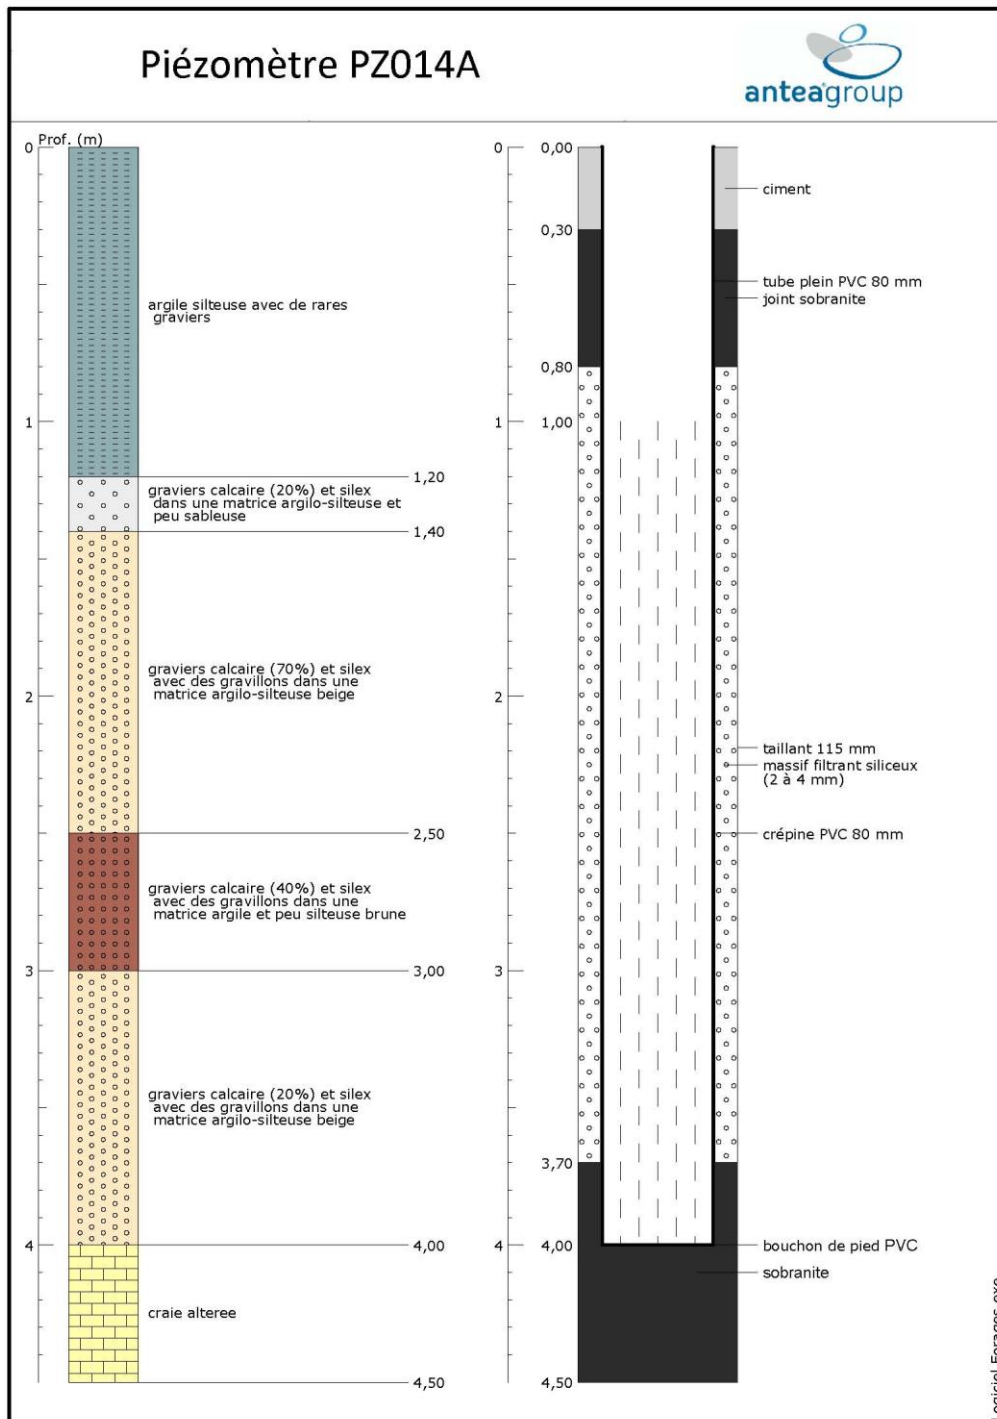 Piézomètre PZ014A
anteagroup
Prof. (m)
0
1
2
3
4
argile silteuse avec de rares
graviers
1,20
graviers calcaire (20%) et silex
dans une matrice argilo-silteuse et
peu sableuse
1,40
graviers calcaire (70%) et silex
avec des gravillons dans une
matrice argilo-silteuse beige
2,50
graviers calcaire (40%) et silex
avec des gravillons dans une
matrice argile et peu silteuse brune
3,00
graviers calcaire (20%) et silex
avec des gravillons dans une
matrice argilo-silteuse beige
4,00
craie alteree
4,50
0
1
2
3
4
0,00
0,30
0,80
1,00
3,70
4,00
4,50
ciment
tube plein PVC 80 mm
joint sobranite
taillant 115 mm
massif filtrant siliceux
(2 à 4 mm)
crépine PVC 80 mm
bouchon de pied PVC
sobranite
Logiciel Forages.exe